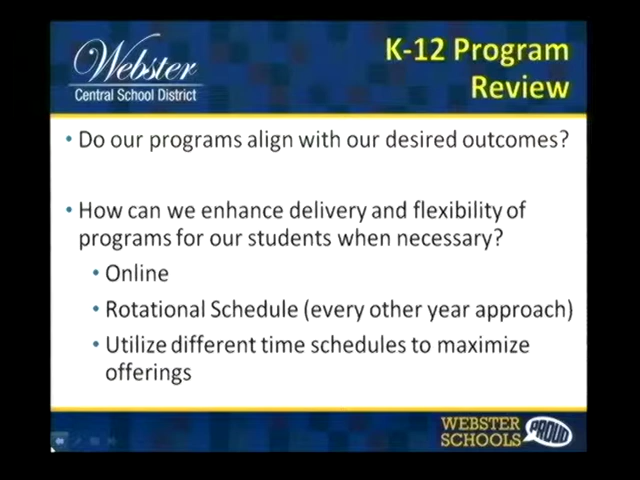 Webster
Central School District
K-12 Program
Review
• Do our programs align with our desired outcomes?
• How can we enhance delivery and flexibility of
programs for our students when necessary?
• Online
• Rotational Schedule (every other year approach)
• Utilize different time schedules to maximize
offerings
WEBSTER
SCHOOLS
PROUD